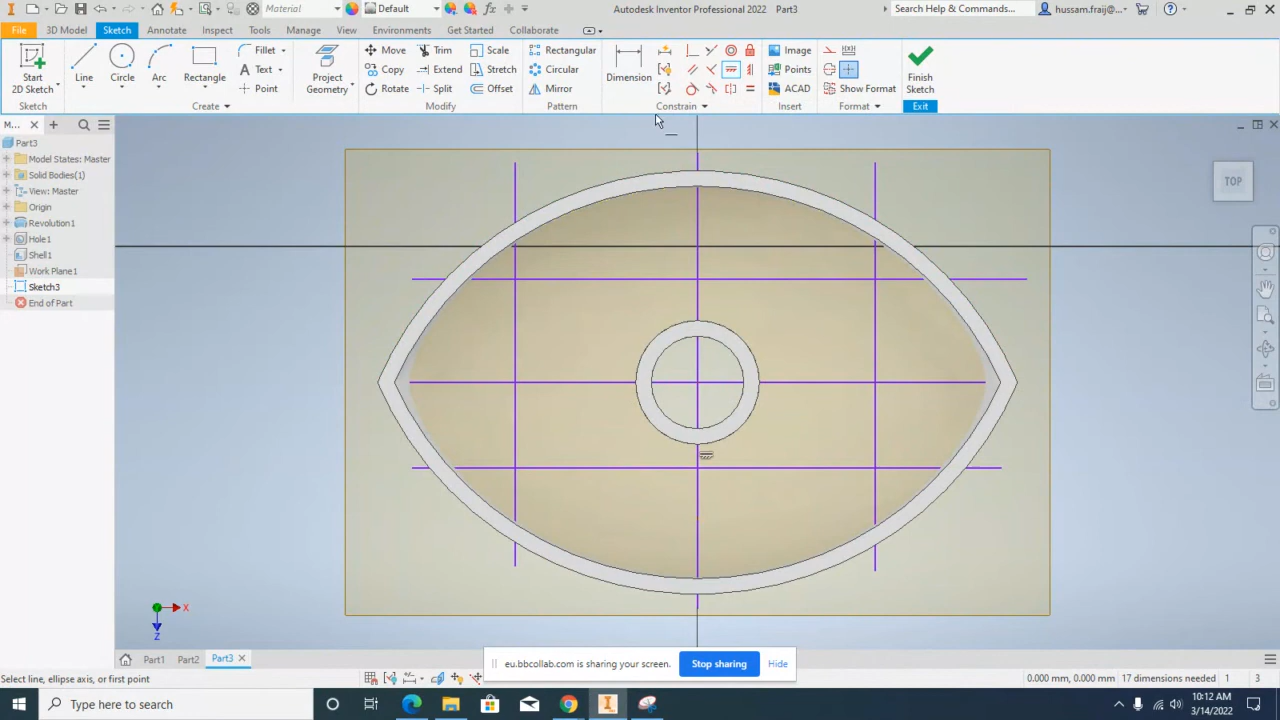 Material
Default
Autodesk Inventor Professional 2022 Part3
Search Help & Commands...
hussam.fraij@...
File
3D Model
Sketch
Annotate
Inspect
Tools
Manage
View
Environments
Get Started
Collaborate
Start
2D Sketch
Line
Circle
Arc
Rectangle
Fillet
Text
Point
Project
Geometry
Move
Copy
Rotate
Trim
Extend
Split
Scale
Stretch
Offset
Rectangular
Circular
Mirror
Dimension
Image
Points
ACAD
Show Format
Finish
Sketch
Sketch
Create
Modify
Pattern
Constrain
Insert
Format
Exit
M...
Part3
Model States: Master
Solid Bodies(1)
View: Master
Origin
Revolution1
Hole1
Shell1
Work Plane1
Sketch3
End of Part
TOP
X
Z
Part1
Part2
Part3
eu.bbcollab.com is sharing your screen.
Stop sharing
Hide
Select line, ellipse axis, or first point
0.000 mm, 0.000 mm
17 dimensions needed
1
3
Type here to search
10:12 AM
3/14/2022